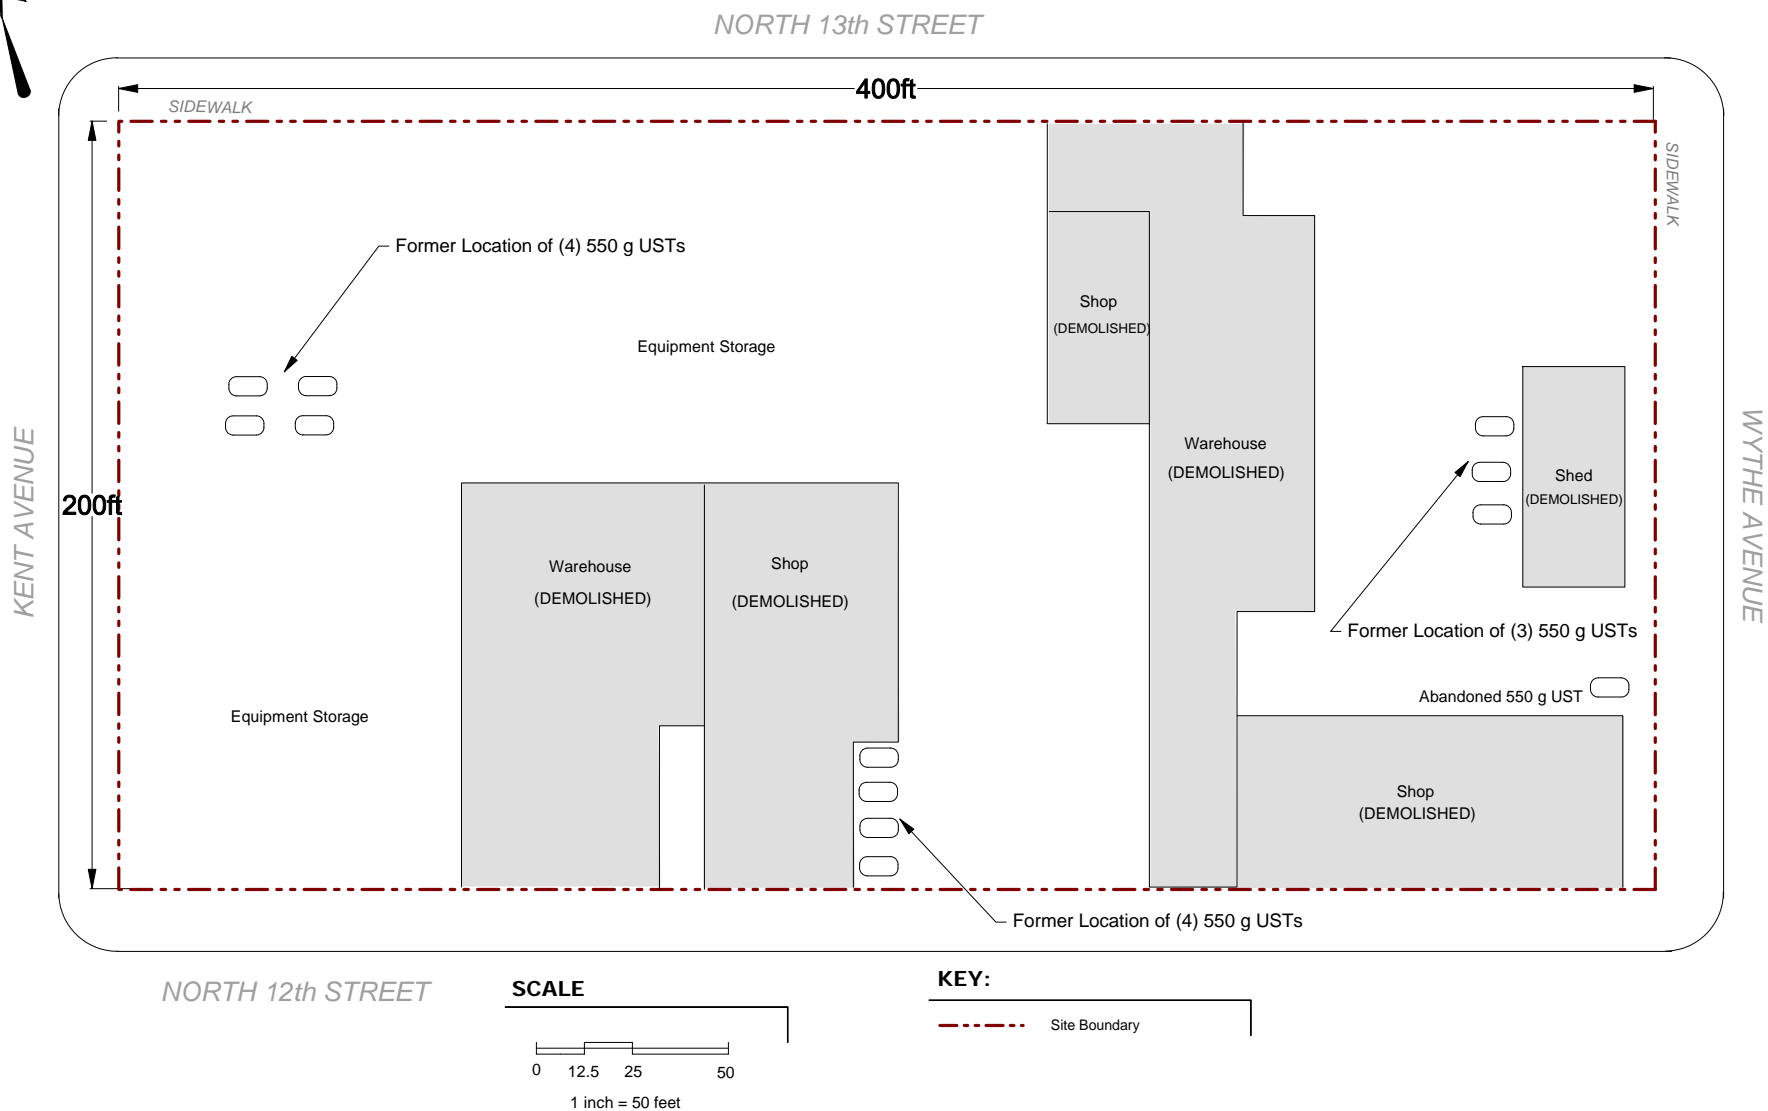 NORTH 13th STREET
400ft
SIDEWALK
SIDEWALK
Former Location of (4) 550 g USTs
Shop
(DEMOLISHED)
Equipment Storage
KENT AVENUE
200ft
Warehouse
(DEMOLISHED)
Shed
(DEMOLISHED)
WYTHE AVENUE
Warehouse
(DEMOLISHED)
Shop
(DEMOLISHED)
Former Location of (3) 550 g USTs
Abandoned 550 g UST
Equipment Storage
Shop
(DEMOLISHED)
Former Location of (4) 550 g USTs
NORTH 12th STREET
SCALE
0 12.5 25 50
1 inch = 50 feet
KEY:
Site Boundary